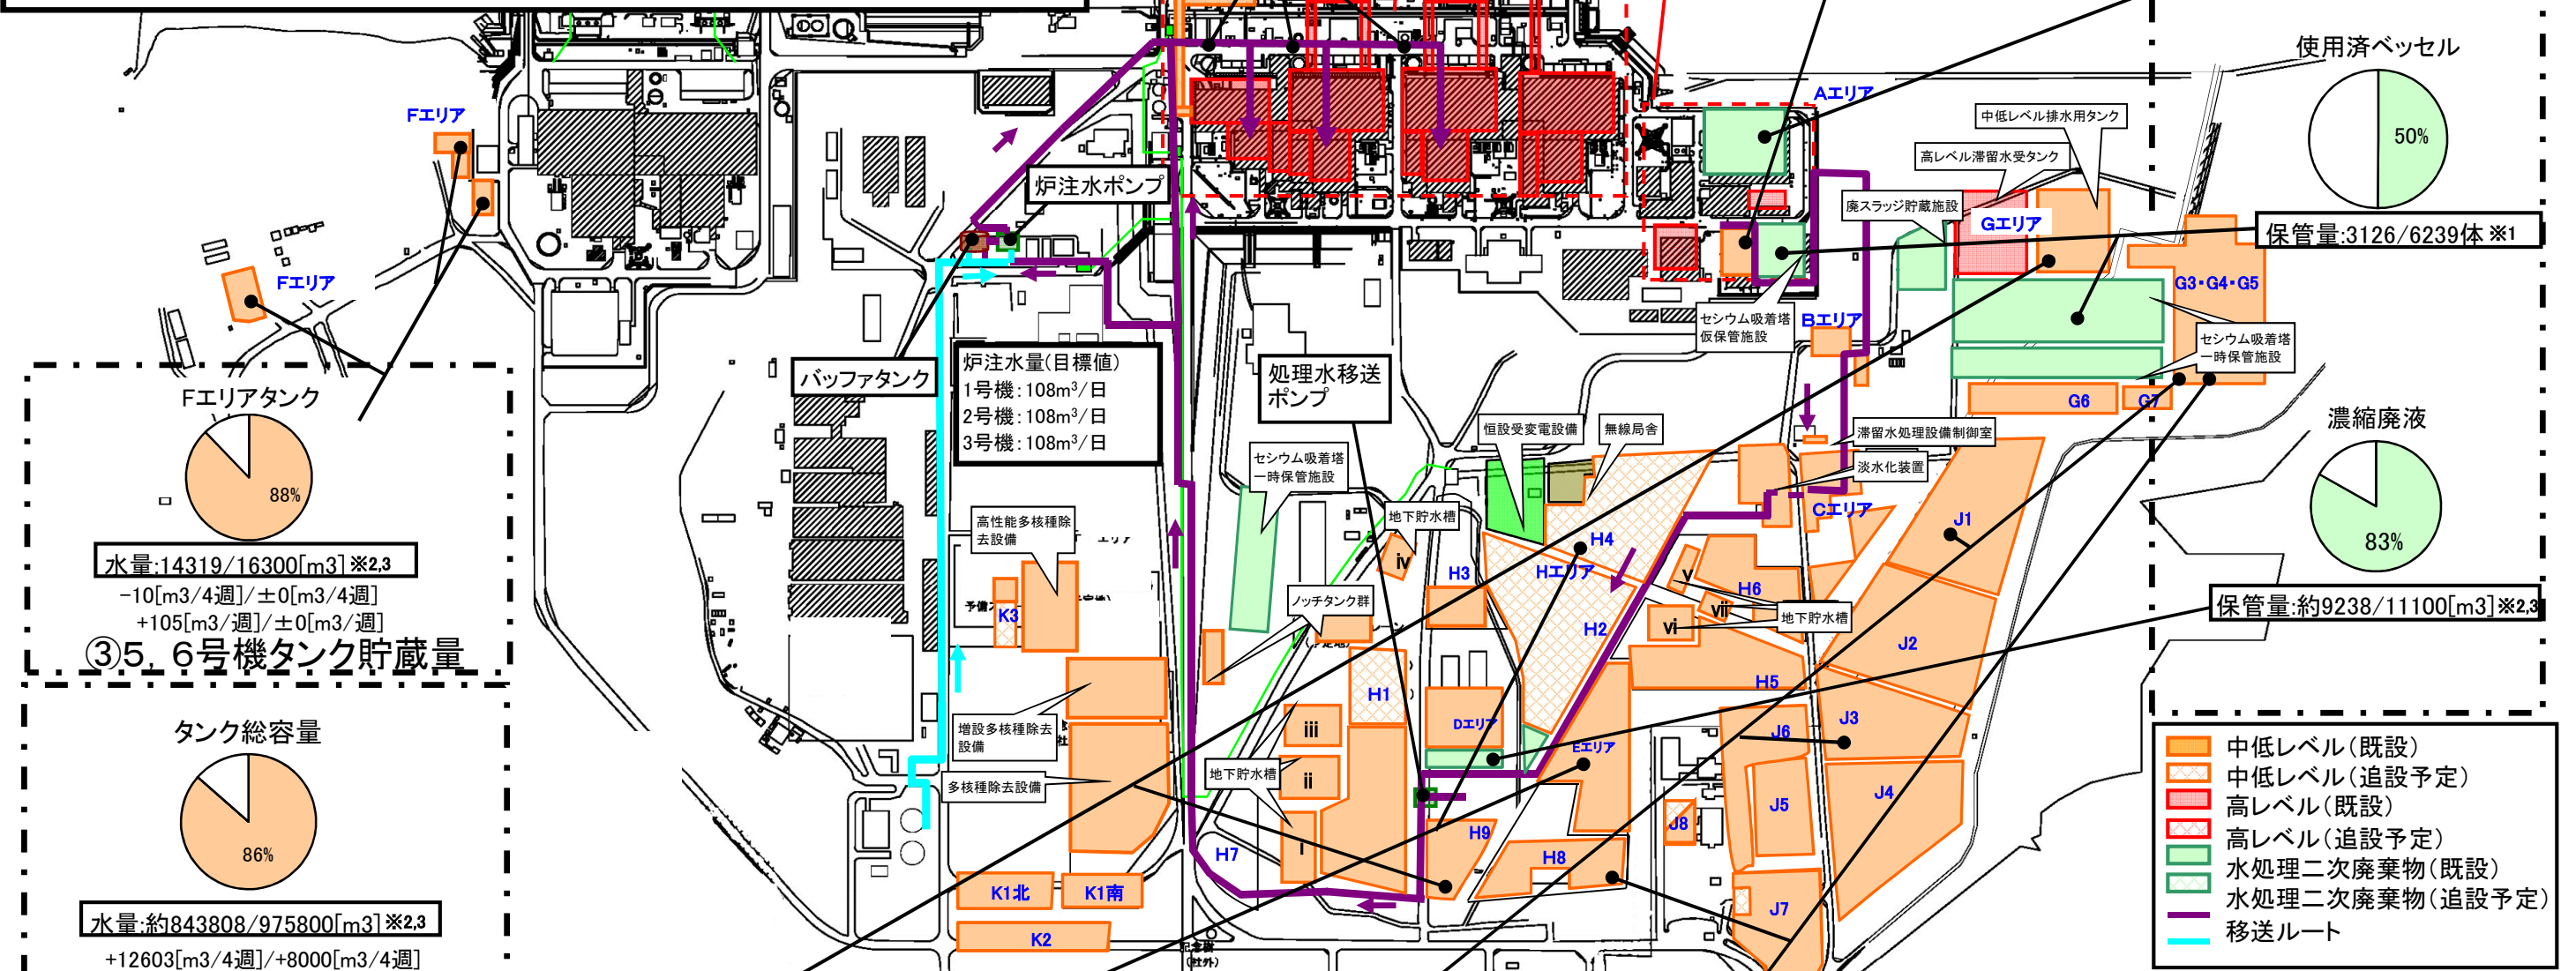 使用済ベッセル
50%
保管量:3126/6239体 ※1
Aエリア
中低レベル排水用タンク
高レベル滞留水受タンク
廃スラッジ貯蔵施設
Gエリア
G3・G4・G5
セシウム吸着塔
仮保管施設
セシウム吸着塔
一時保管施設
Bエリア
G6
G7
Fエリア
Fエリア
炉注水ポンプ
バッファタンク
炉注水量(目標値)
1号機:108m³/日
2号機:108m³/日
3号機:108m³/日
処理水移送
ポンプ
Fエリアタンク
88%
水量:14319/16300[m3]※2,3
−10[m3/4週]/±0[m3/4週]
+105[m3/週]/±0[m3/週]
③5，6号機タンク貯蔵量
タンク総容量
86%
水量:約843808/975800[m3]※2,3
+12603[m3/4週]/+8000[m3/4週]
濃縮廃液
83%
保管量:約9238/11100[m3]※2,3
恒設受変電設備
無線局舎
滞留水処理設備制御室
淡水化装置
Cエリア
セシウム吸着塔
一時保管施設
地下貯水槽
iv
高性能多核種除
去設備
K3
ノッチタンク群
H3
H4
Hエリア
H2
v
H6
vii
vi
地下貯水槽
J1
J2
H5
H1
Dエリア
Eエリア
J6
J3
増設多核種除去
設備
多核種除去設備
地下貯水槽
iii
ii
i
J5
J4
J8
H9
H8
H7
J7
K1北
K1南
K2
記念樹
(社外)
中低レベル(既設)
中低レベル(追設予定)
高レベル(既設)
高レベル(追設予定)
水処理二次廃棄物(既設)
水処理二次廃棄物(追設予定)
移送ルート